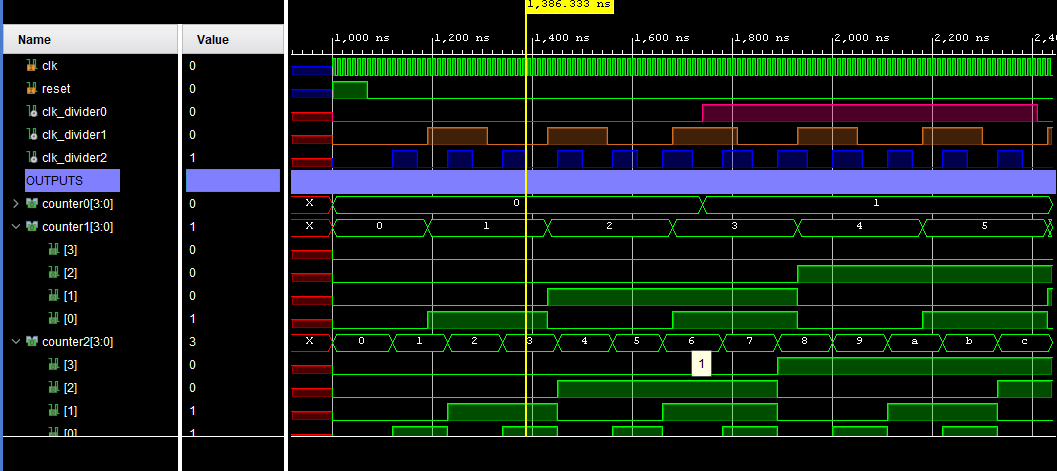 1,386.333 ns
Name Value 1,000 ns 1,200 ns 1,400 ns 1,600 ns 1,800 ns 2,000 ns 2,200 ns 2,4
clk 0
reset 0
clk_divider0 0
clk_divider1 0
clk_divider2 1
OUTPUTS
counter0[3:0] 0 X 0 1
counter1[3:0] 1 X 0 1 2 3 4 5
[3] 0
[2] 0
[1] 0
[0] 1
counter2[3:0] 3 X 0 1 2 3 4 5 6 7 8 9 a b c
[3] 0 1
[2] 0
[1] 1
[0] 1